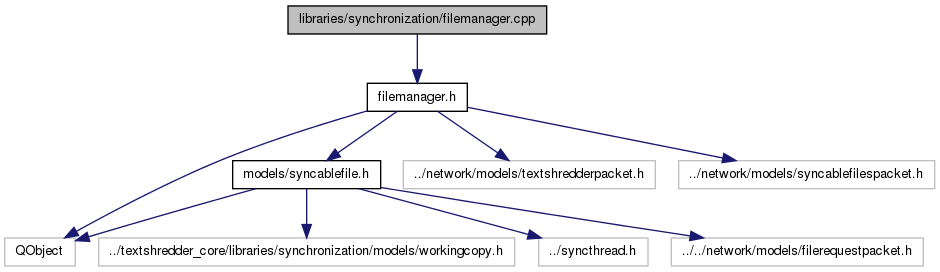 libraries/synchronization/filemanager.cpp
filemanager.h
models/syncablefile.h
../network/models/textshredderpacket.h
../network/models/syncablefilespacket.h
QObject
../textshredder_core/libraries/synchronization/models/workingcopy.h
../syncthread.h
../../network/models/filerequestpacket.h